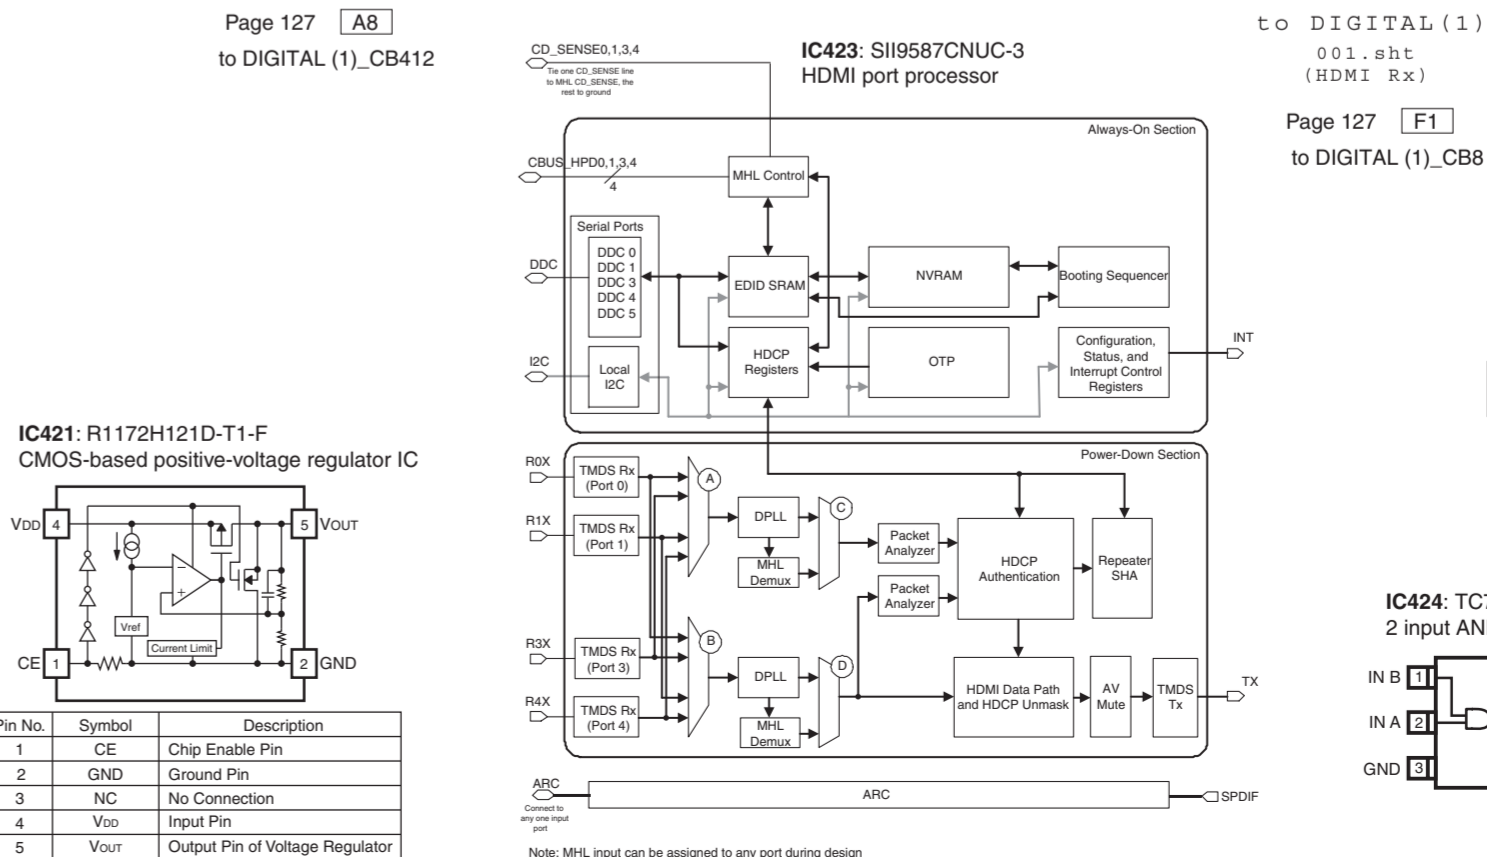 Page 127 A8
to DIGITAL (1)_CB412
to DIGITAL(1)
001.sht
(HDMI Rx)
Page 127 F1
to DIGITAL (1)_CB8
IC423: SII9587CNUC-3
HDMI port processor
CD_SENSE0,1,3,4
Tie one CD_SENSE line
to MHL CD_SENSE, the
rest to ground
Always-On Section
CBUS_HPD0,1,3,4
4
MHL Control
Serial Ports
DDC
DDC 0
DDC 1
DDC 3
DDC 4
DDC 5
EDID SRAM
NVRAM
Booting Sequencer
I2C
Local
I2C
HDCP
Registers
OTP
Configuration,
Status, and
Interrupt Control
Registers
INT
Power-Down Section
R0X
TMDS Rx
(Port 0)
R1X
TMDS Rx
(Port 1)
R3X
TMDS Rx
(Port 3)
R4X
TMDS Rx
(Port 4)
A
B
DPLL
MHL
Demux
C
DPLL
MHL
Demux
D
Packet
Analyzer
Packet
Analyzer
HDCP
Authentication
Repeater
SHA
HDMI Data Path
and HDCP Unmask
AV
Mute
TMDS
Tx
TX
ARC
Connect to
any one input
port
ARC
SPDIF
Note: MHL input can be assigned to any port during design
IC421: R1172H121D-T1-F
CMOS-based positive-voltage regulator IC
VDD 4
5 VOUT
Vref
Current Limit
CE 1
2 GND
Pin No. Symbol Description
1 CE Chip Enable Pin
2 GND Ground Pin
3 NC No Connection
4 VDD Input Pin
5 VOUT Output Pin of Voltage Regulator
IC424: TC7
2 input AN
IN B 1
IN A 2
GND 3